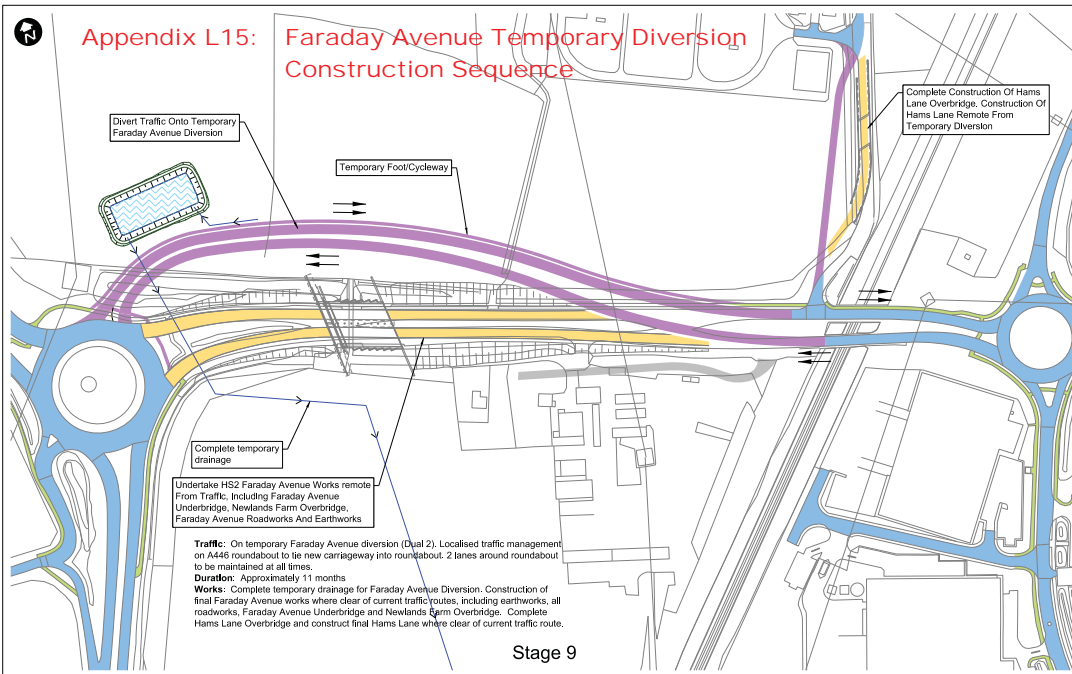 Appendix L15: Faraday Avenue Temporary Diversion
Construction Sequence
Divert Traffic Onto Temporary
Faraday Avenue Diversion
Temporary Foot/Cycleway
Complete Construction Of Hams
Lane Overbridge. Construction Of
Hams Lane Remote From
Temporary Diversion
Complete temporary
drainage
Undertake HS2 Faraday Avenue Works remote
From Traffic, Including Faraday Avenue
Underbridge, Newlands Farm Overbridge,
Faraday Avenue Roadworks And Earthworks
Traffic: On temporary Faraday Avenue diversion (Dual 2). Localised traffic management
on A446 roundabout to tie new carriageway into roundabout. 2 lanes around roundabout
to be maintained at all times.
Duration: Approximately 11 months
Works: Complete temporary drainage for Faraday Avenue Diversion. Construction of
final Faraday Avenue works where clear of current traffic routes, including earthworks, all
roadworks, Faraday Avenue Underbridge and Newlands Farm Overbridge. Complete
Hams Lane Overbridge and construct final Hams Lane where clear of current traffic route.
Stage 9